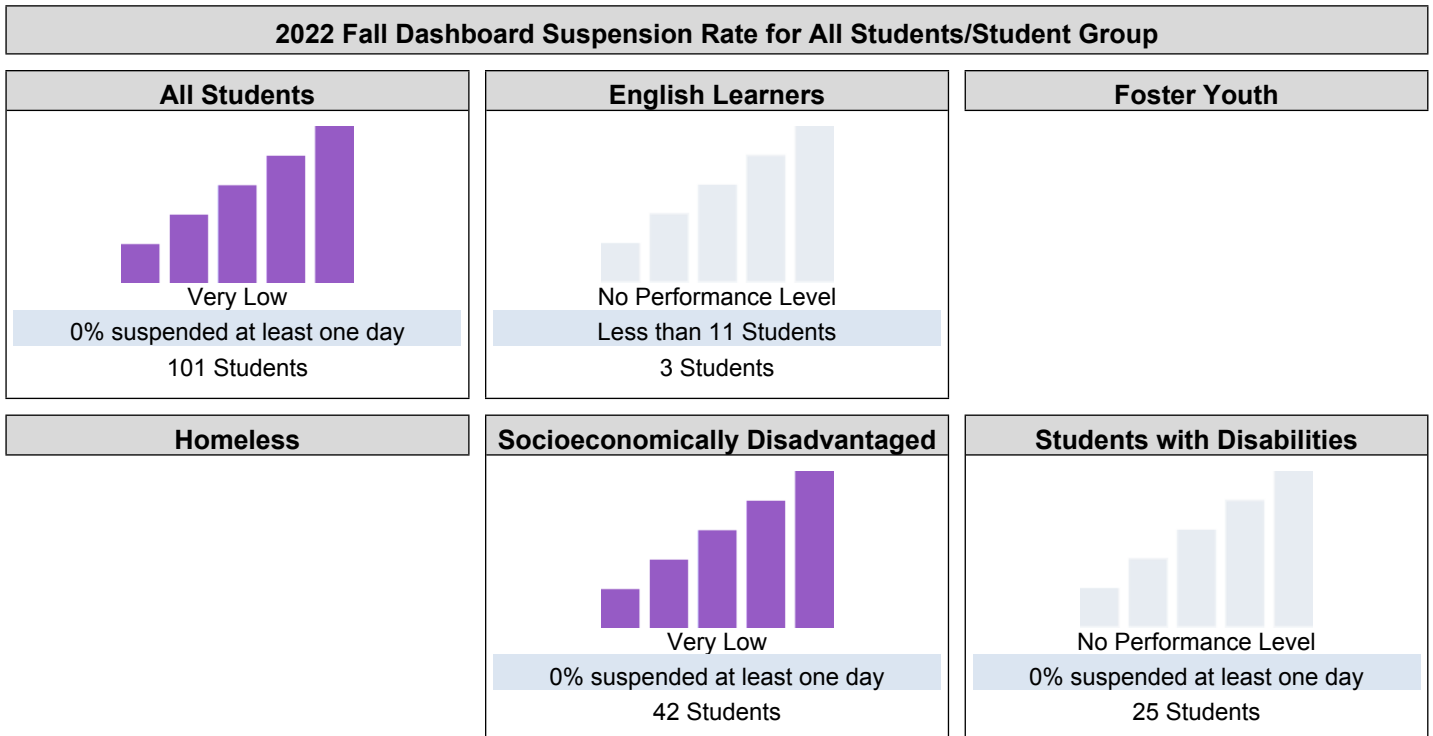 2022 Fall Dashboard Suspension Rate for All Students/Student Group
All Students
Very Low
0% suspended at least one day
101 Students
English Learners
No Performance Level
Less than 11 Students
3 Students
Foster Youth
Homeless
Socioeconomically Disadvantaged
Very Low
0% suspended at least one day
42 Students
Students with Disabilities
No Performance Level
0% suspended at least one day
25 Students